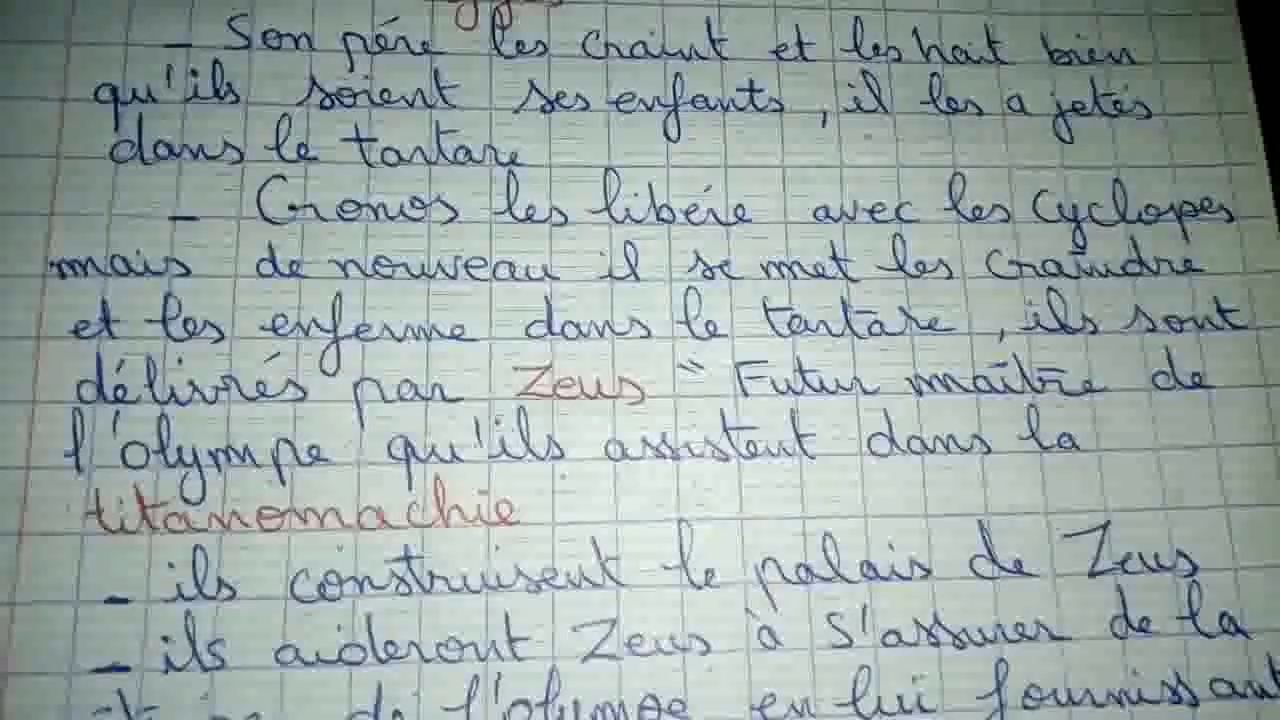 - Son père les craint et les hait bien
qu'ils soient ses enfants, il les a jetés
dans le tartare
- Cronos les libère avec les Cyclopes
mais de nouveau il se met les craindre
et les enferme dans le tartare, ils sont
délivrés par Zeus " Futur maître de
l'olympe qu'ils assistent dans la
titanomachie
- ils construisent le palais de Zeus
- ils aideront Zeus à s'assurer de la
de l'olympe en lui fournissant